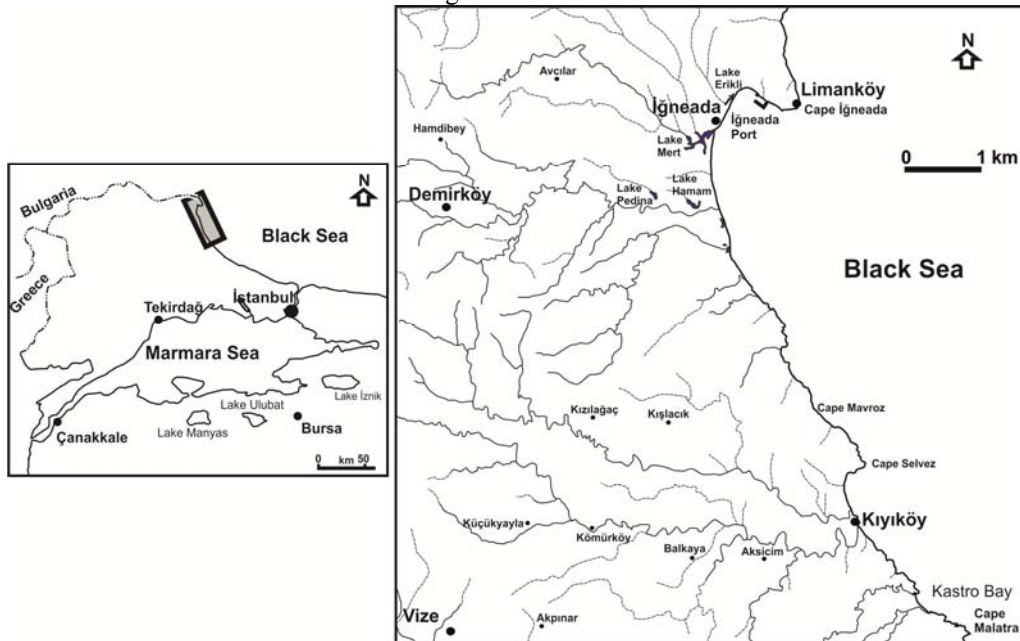 N
Bulgaria
Black Sea
Greece
İstanbul
Tekirdağ
Marmara Sea
Lake İznik
Lake Ulubat
Lake Manyas
Bursa
Çanakkale
0 km 50
N
Avcılar
Lake
Erikli
Limanköy
Cape İğneada
İğneada
İğneada
Port
Hamdibey
Lake
Mert
0 1 km
Lake
Hamam
Lake
Pedina
Demirköy
Black Sea
Kızılağaç
Kışlacık
Cape Mavroz
Cape Selvez
Küçükyayla
Kömürköy
Kıyıköy
Balkaya
Aksicim
Kastro Bay
Vize
Akpınar
Cape
Malatra